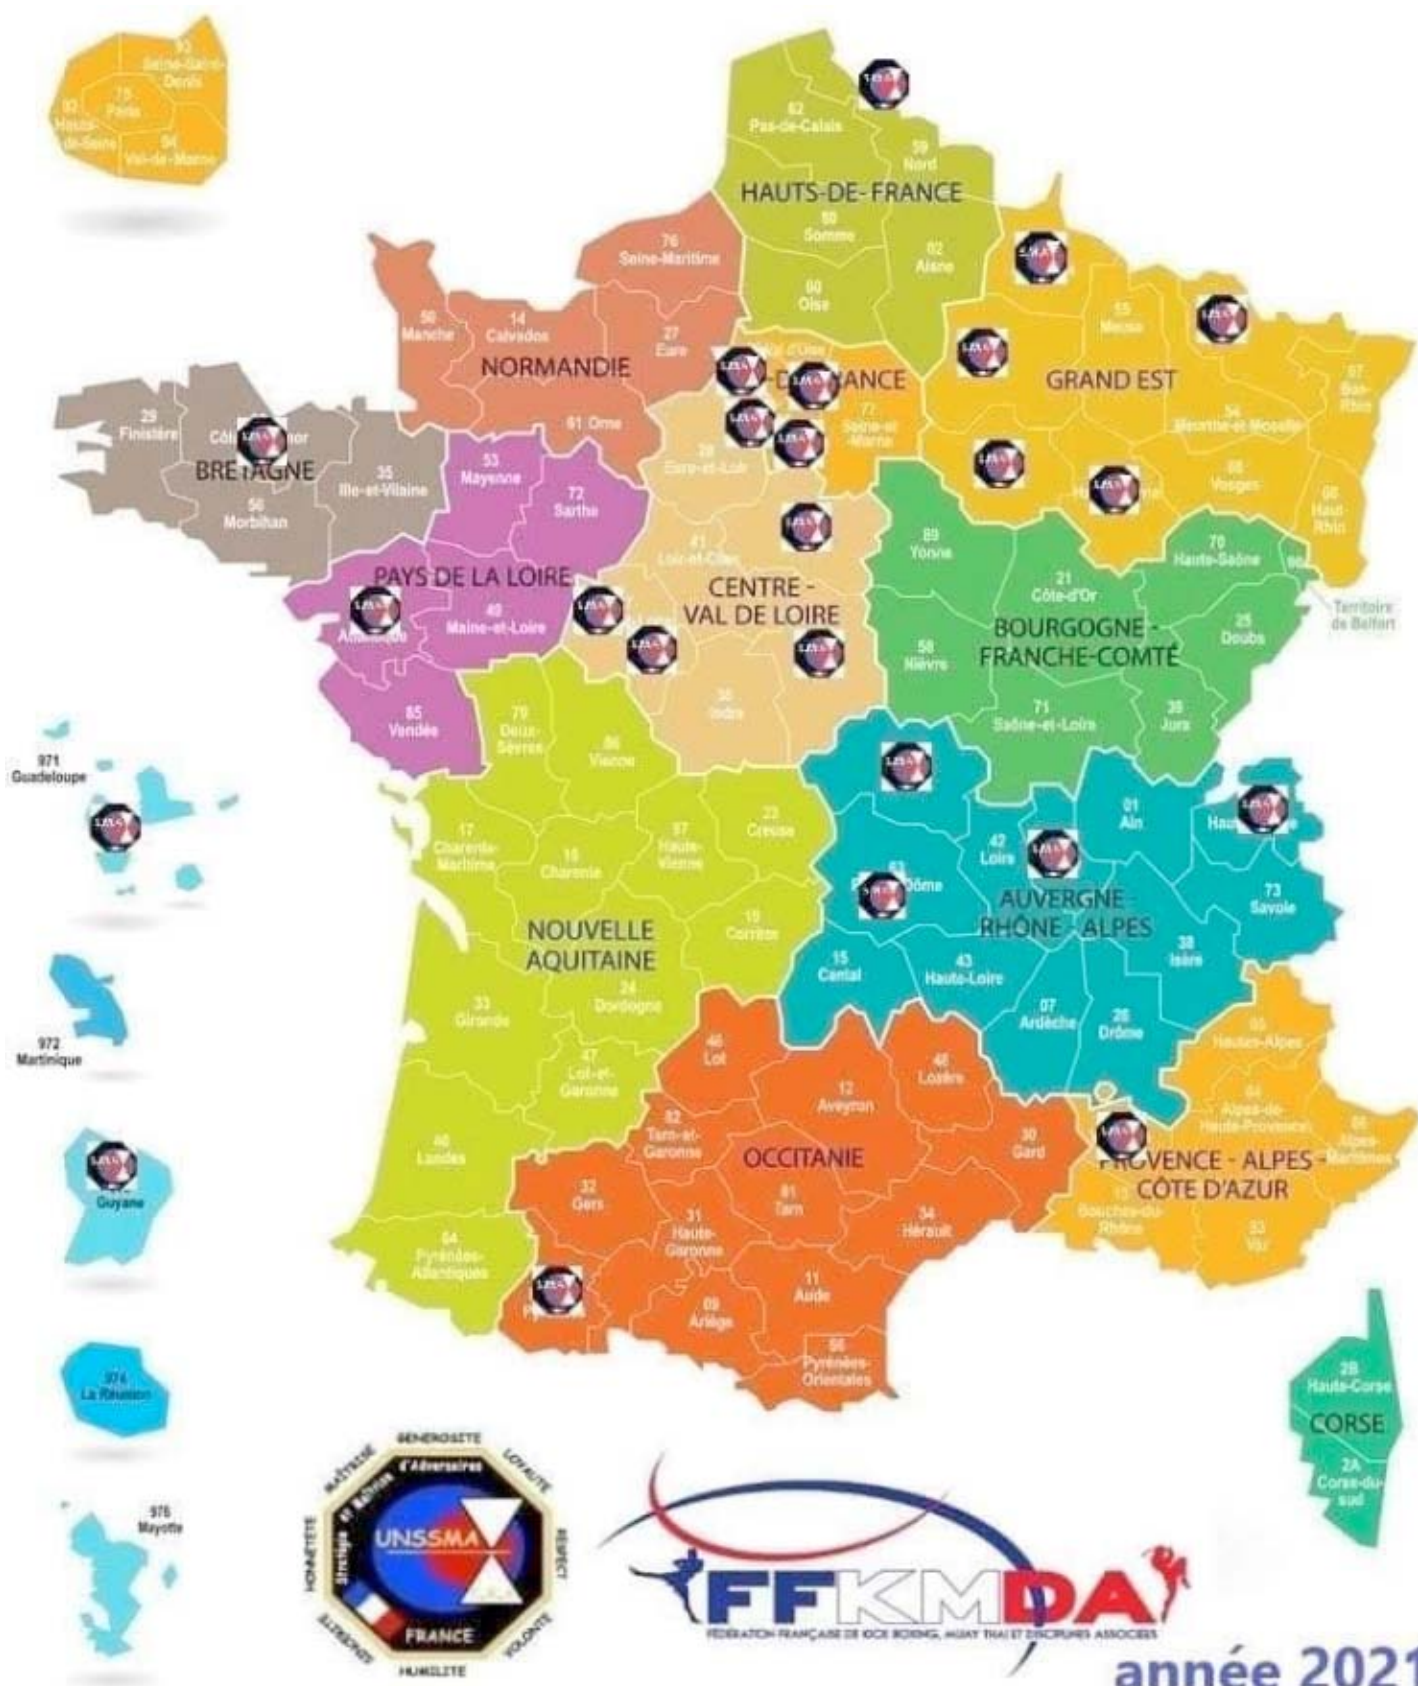 93
Seine-Saint-
Denis
75
Paris
92
Hauts-
de-Seine
94
Val-de-Marne
62
Pas-de-Calais
59
Nord
HAUTS-DE-FRANCE
80
Somme
02
Aisne
60
Oise
76
Seine-Maritime
50
Manche
14
Calvados
27
Eure
NORMANDIE
61 Orne
Val d'Oise
77
Seine-et
-Marne
55
Meuse
GRAND EST
67
Bas-
Rhin
54
Meurthe-et-Moselle
88
Vosges
68
Haut
Rhin
29
Finistère
BRETAGNE
35
Ille-et-Vilaine
56
Morbihan
53
Mayenne
72
Sarthe
PAYS DE LA LOIRE
49
Maine-et-Loire
85
Vendée
28
Eure-et-Loir
41
Loir-et-Cher
CENTRE -
VAL DE LOIRE
36
Indre
89
Yonne
21
Côte-d'Or
70
Haute-Saône
90
Territoire
de Belfort
25
Doubs
BOURGOGNE -
FRANCHE-COMTÉ
58
Nièvre
71
Saône-et-Loire
39
Jura
79
Deux-
Sèvres
86
Vienne
17
Charente-
Maritime
16
Charente
87
Haute-
Vienne
23
Creuse
19
Corrèze
NOUVELLE
AQUITAINE
24
Dordogne
33
Gironde
47
Lot-et-
Garonne
40
Landes
64
Pyrénées-
Atlantiques
01
Ain
42
Loire
63
73
Savoie
AUVERGNE -
RHÔNE - ALPES
38
Isère
15
Cantal
43
Haute-Loire
07
Ardèche
26
Drôme
46
Lot
48
Lozère
12
Aveyron
82
Tarn-et-
Garonne
30
Gard
OCCITANIE
32
Gers
81
Tarn
31
Haute-
Garonne
34
Hérault
11
Aude
09
Ariège
66
Pyrénées-
Orientales
05
Hautes-Alpes
04
Alpes-de-
Haute-Provence
06
Alpes-
Maritimes
PROVENCE - ALPES -
CÔTE D'AZUR
13
Bouches-du-
Rhône
83
Var
2B
Haute-Corse
CORSE
2A
Corse-du-
sud
971
Guadeloupe
972
Martinique
Guyane
974
La Réunion
976
Mayotte
GENEROSITE
LOYAUTE
RESPECT
VOLONTE
HUMILITE
SINCERITE
HONNETETE
MAÎTRISE
Stratégie et Maîtrise d'Adversaires
UNSSMA
FRANCE
FFKMDA
FÉDÉRATION FRANÇAISE DE KICK BOXING, MUAY THAI ET DISCIPLINES ASSOCIÉES
année 2021